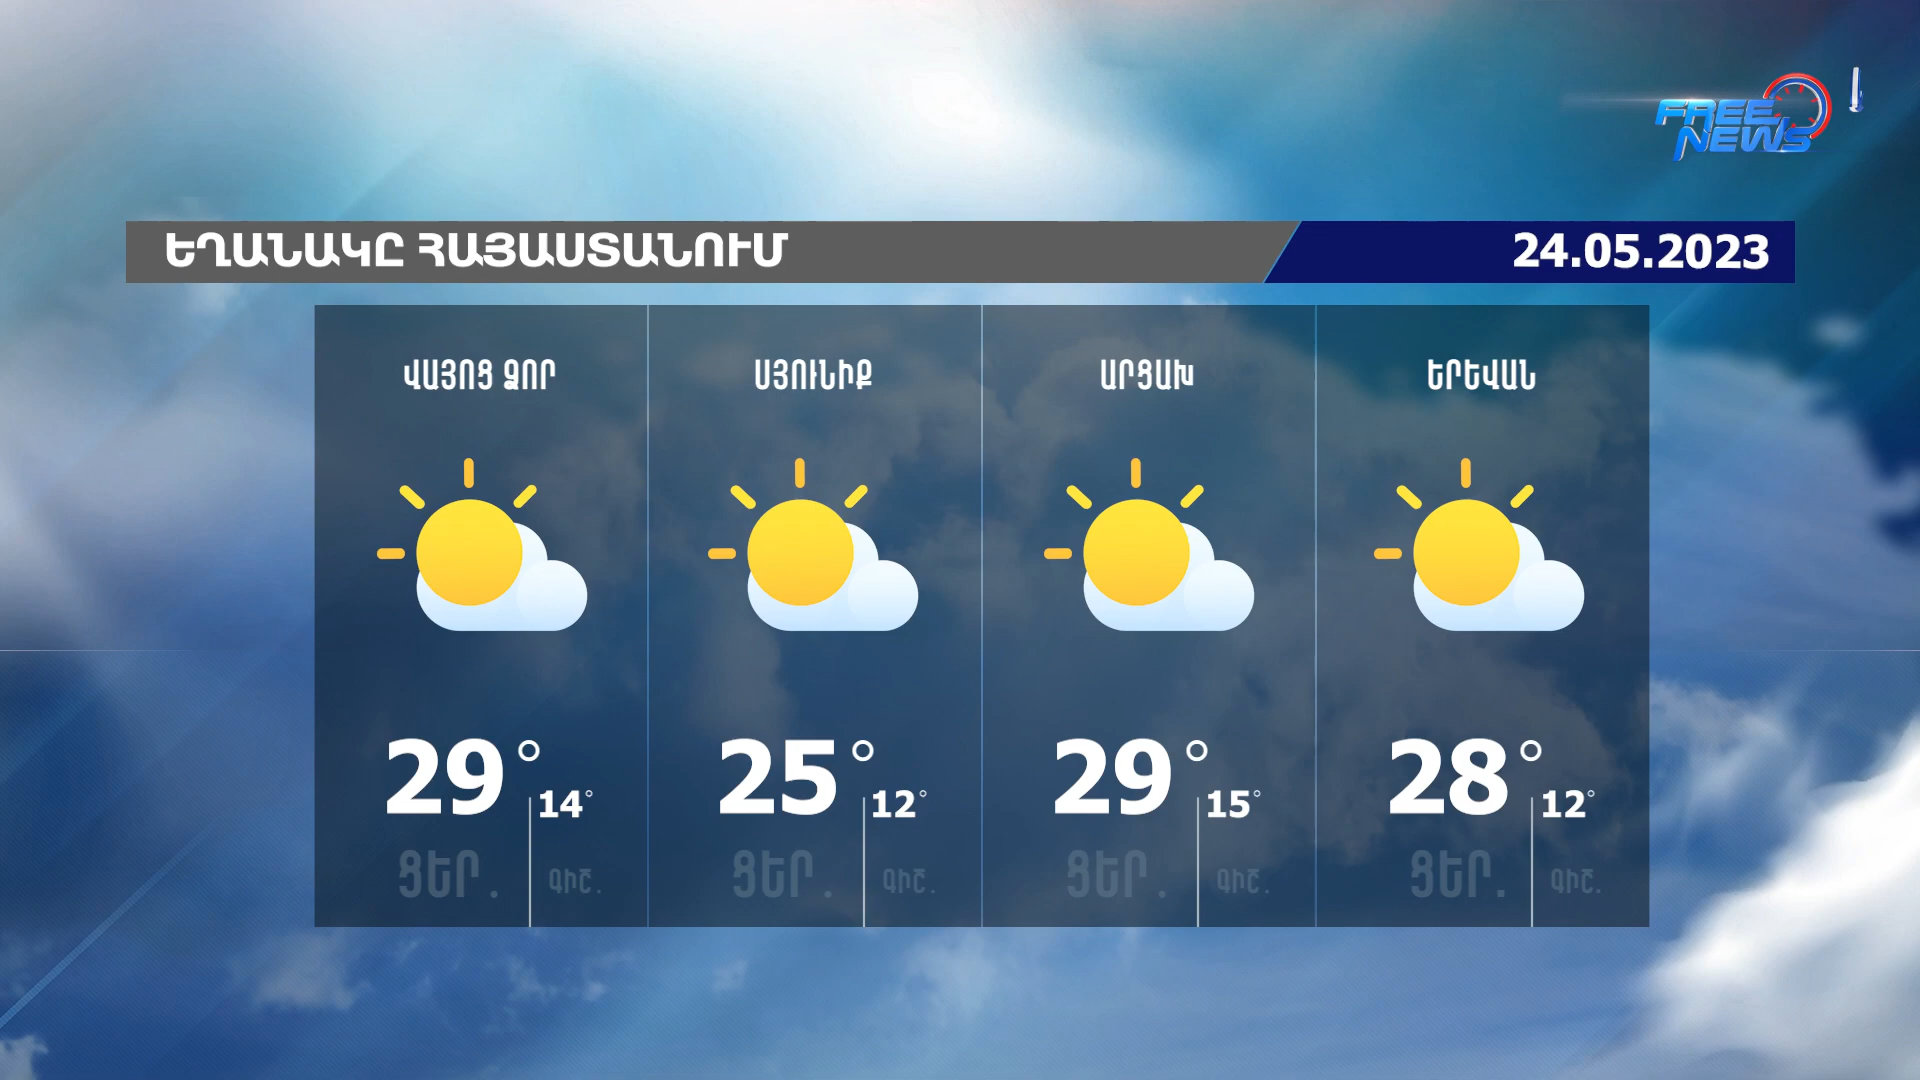 FREE
NEWS
ԵՂԱՆԱԿԸ ՀԱՅԱՍՏԱՆՈՒՄ
24.05.2023
ՎԱՅՈՑ ՁՈՐ
29°
14°
ՑԵՐ.
ԳԻՇ.
ՍՅՈՒՆԻՔ
25°
12°
ՑԵՐ.
ԳԻՇ.
ԱՐՑԱԽ
29°
15°
ՑԵՐ.
ԳԻՇ.
ԵՐԵՎԱՆ
28°
12°
ՑԵՐ.
ԳԻՇ.